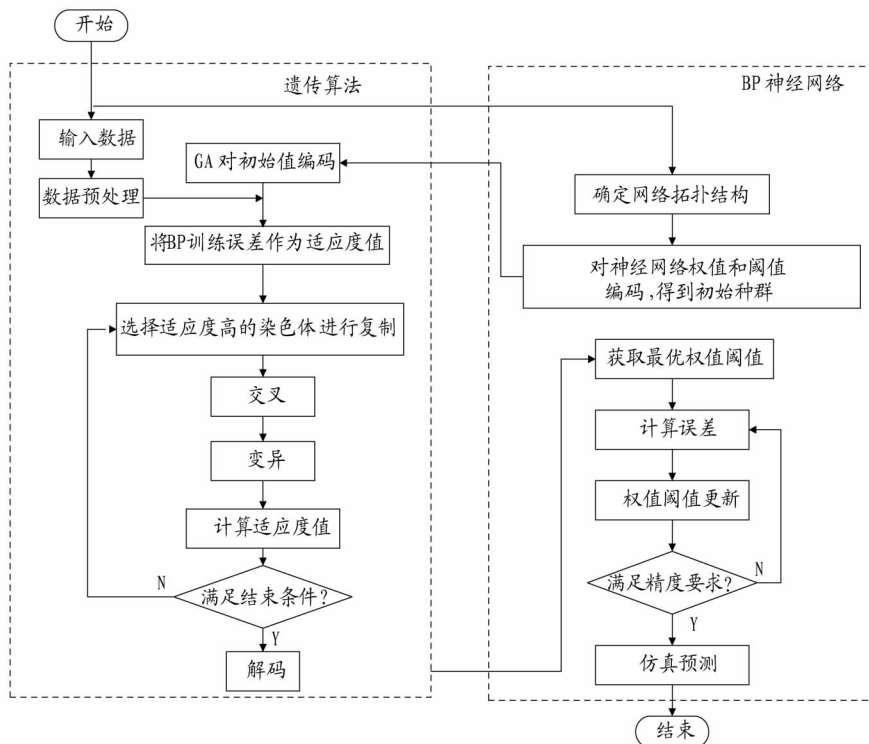 开始
遗传算法
输入数据
数据预处理
GA对初始值编码
将BP训练误差作为适应度值
选择适应度高的染色体进行复制
交叉
变异
计算适应度值
满足结束条件?
N
Y
解码
BP神经网络
确定网络拓扑结构
对神经网络权值和阈值
编码,得到初始种群
获取最优权值阈值
计算误差
权值阈值更新
满足精度要求?
N
Y
仿真预测
结束